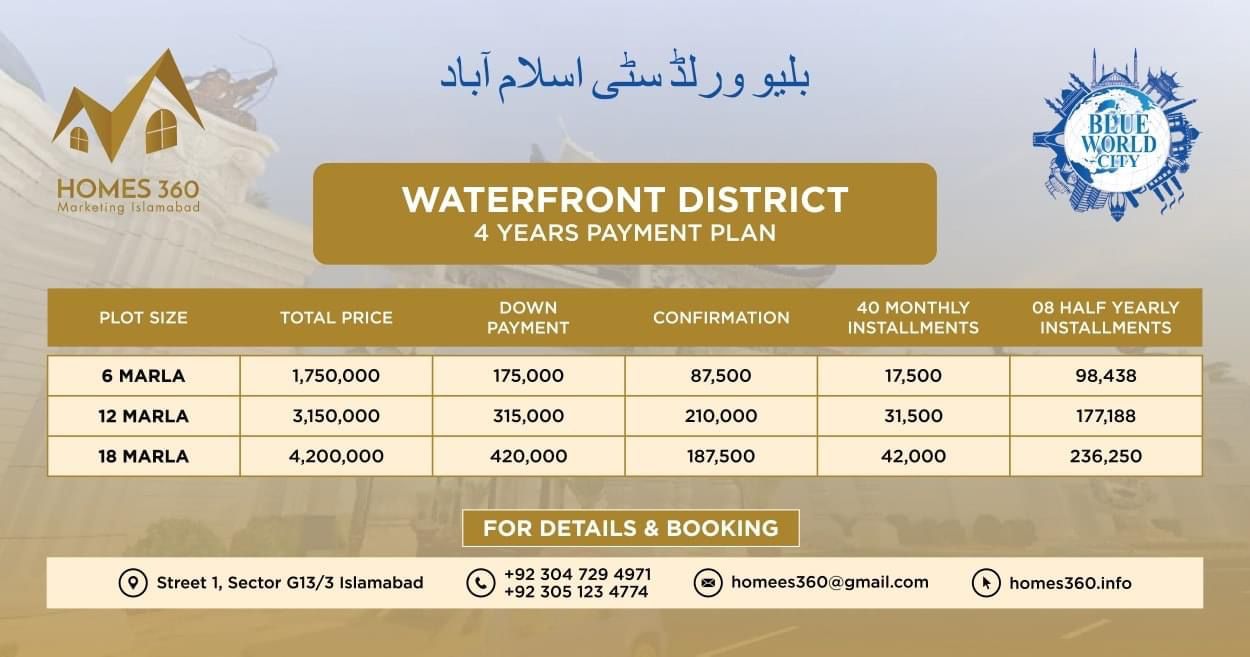 بلیو ورلڈ سٹی اسلام آباد
HOMES 360
Marketing Islamabad
BLUE
WORLD
CITY
WATERFRONT DISTRICT
4 YEARS PAYMENT PLAN
PLOT SIZE TOTAL PRICE DOWN PAYMENT CONFIRMATION 40 MONTHLY INSTALLMENTS 08 HALF YEARLY INSTALLMENTS
6 MARLA 1,750,000 175,000 87,500 17,500 98,438
12 MARLA 3,150,000 315,000 210,000 31,500 177,188
18 MARLA 4,200,000 420,000 187,500 42,000 236,250
FOR DETAILS & BOOKING
Street 1, Sector G13/3 Islamabad
+92 304 729 4971
+92 305 123 4774
homees360@gmail.com
homes360.info